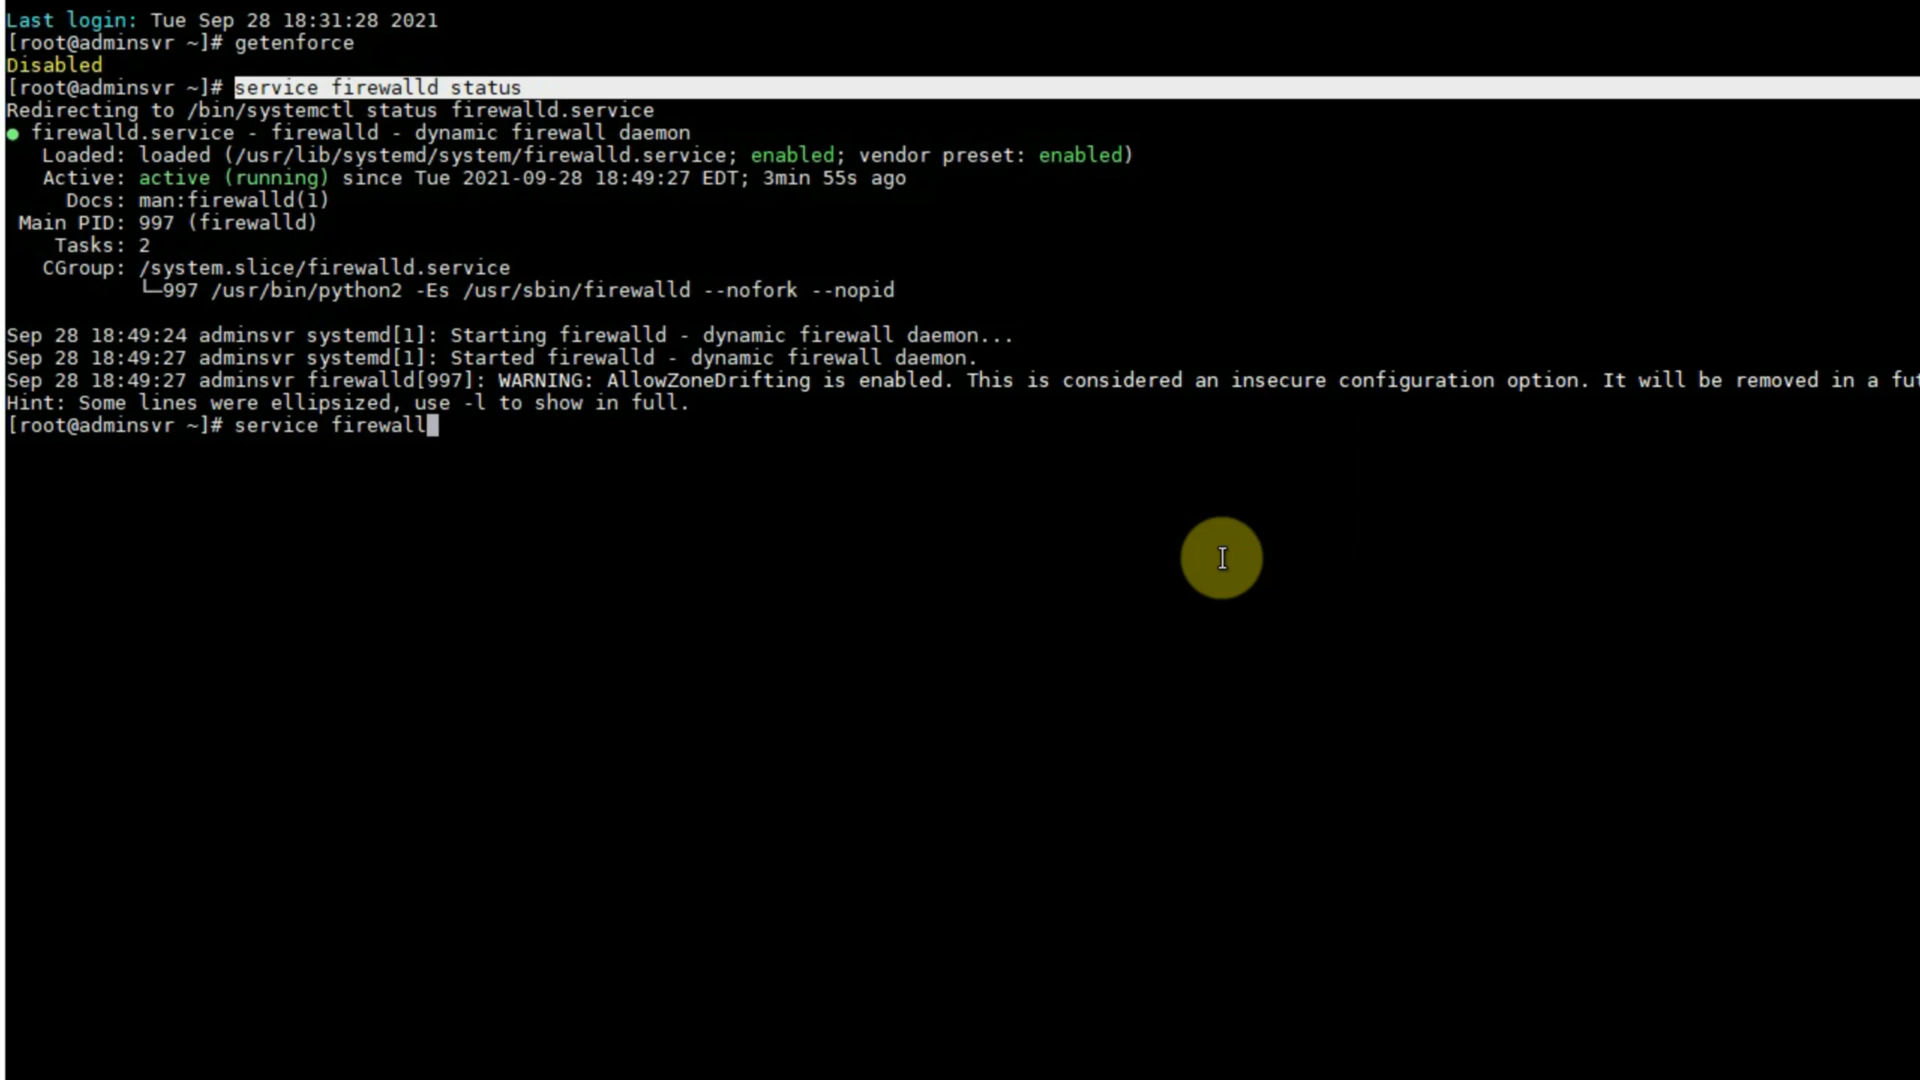 Last login: Tue Sep 28 18:31:28 2021
[root@adminsvr ~]# getenforce
Disabled
[root@adminsvr ~]# service firewalld status
Redirecting to /bin/systemctl status firewalld.service
● firewalld.service - firewalld - dynamic firewall daemon
   Loaded: loaded (/usr/lib/systemd/system/firewalld.service; enabled; vendor preset: enabled)
   Active: active (running) since Tue 2021-09-28 18:49:27 EDT; 3min 55s ago
     Docs: man:firewalld(1)
 Main PID: 997 (firewalld)
    Tasks: 2
   CGroup: /system.slice/firewalld.service
           └─997 /usr/bin/python2 -Es /usr/sbin/firewalld --nofork --nopid
Sep 28 18:49:24 adminsvr systemd[1]: Starting firewalld - dynamic firewall daemon...
Sep 28 18:49:27 adminsvr systemd[1]: Started firewalld - dynamic firewall daemon.
Sep 28 18:49:27 adminsvr firewalld[997]: WARNING: AllowZoneDrifting is enabled. This is considered an insecure configuration option. It will be removed in a fut
Hint: Some lines were ellipsized, use -l to show in full.
[root@adminsvr ~]# service firewall